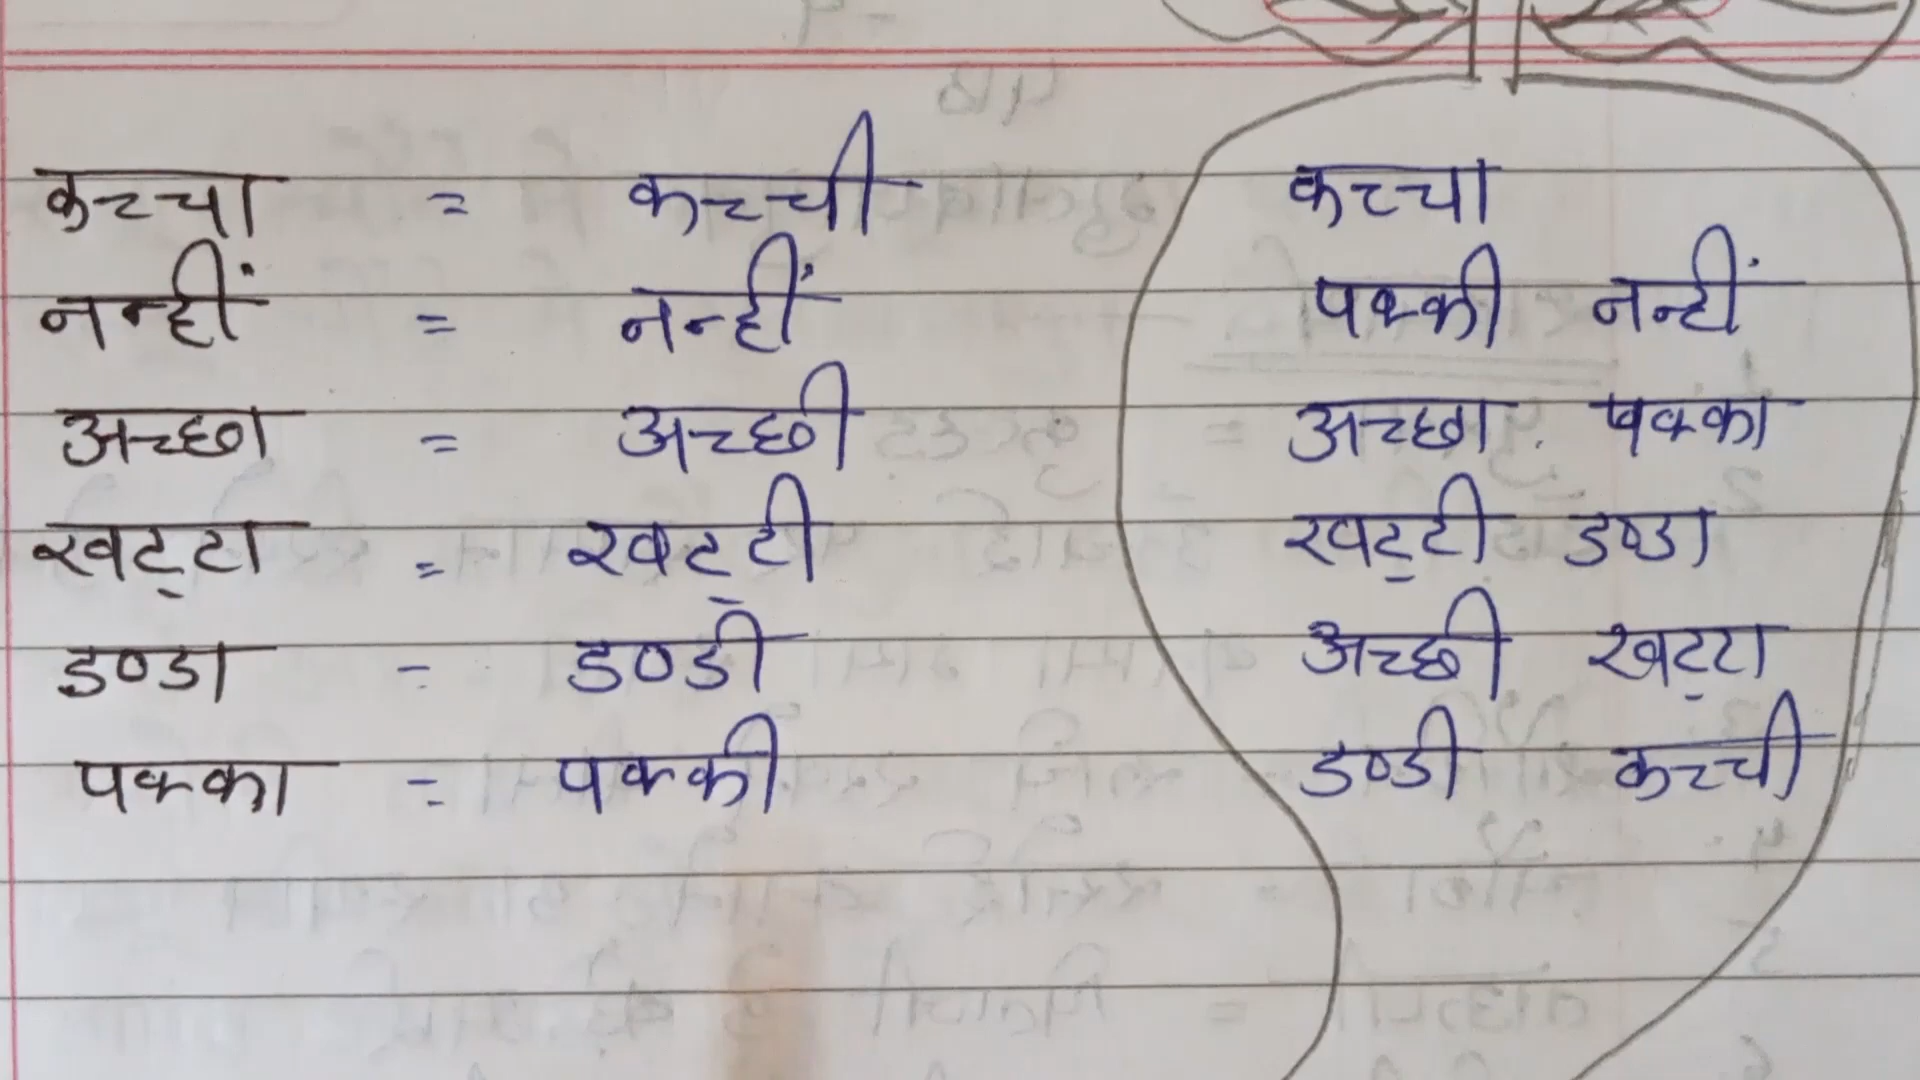 कच्चा = कच्ची
नन्हीं = नन्हीं
अच्छा = अच्छी
खट्टा = खट्टी
डण्डा = डण्डी
पक्का = पक्की
कच्चा
पक्की नन्हीं
अच्छा पक्का
खट्टी डण्डा
अच्छी खट्टा
डण्डी कच्ची